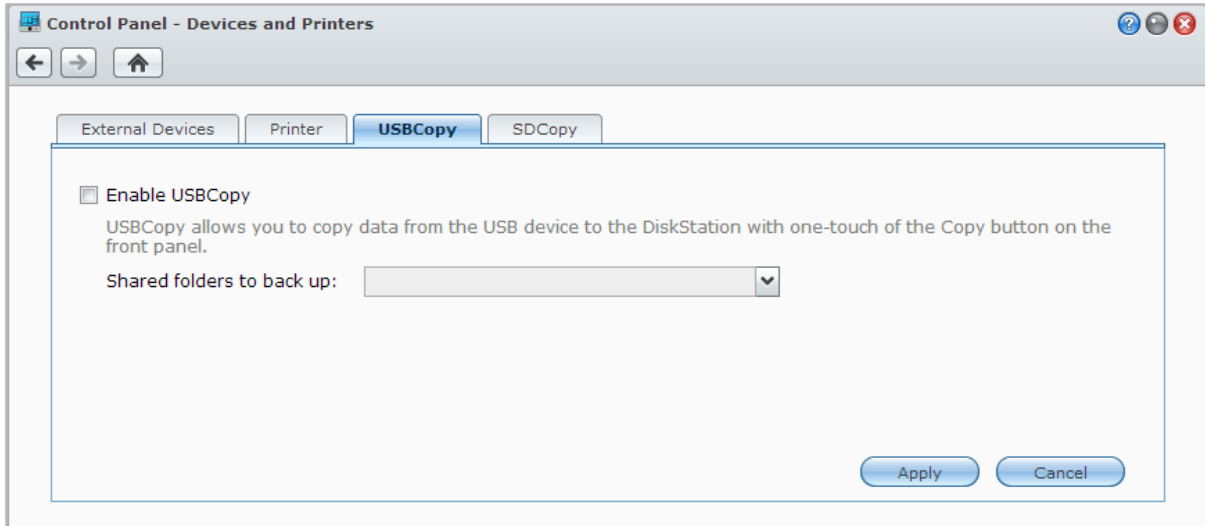 Control Panel - Devices and Printers
External Devices
Printer
USBCopy
SDCopy
Enable USBCopy
USBCopy allows you to copy data from the USB device to the DiskStation with one-touch of the Copy button on the
front panel.
Shared folders to back up:
Apply
Cancel